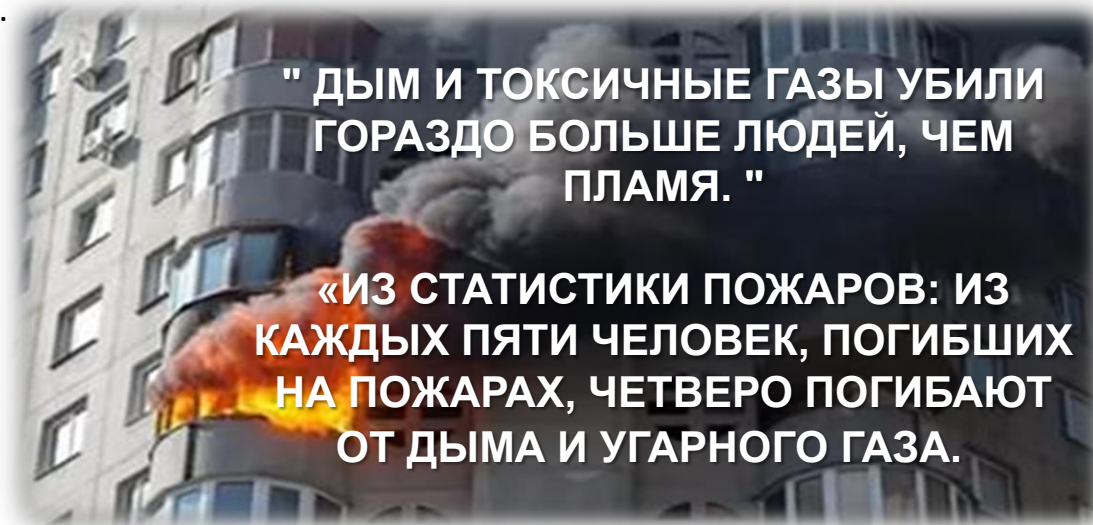 .
" ДЫМ И ТОКСИЧНЫЕ ГАЗЫ УБИЛИ
ГОРАЗДО БОЛЬШЕ ЛЮДЕЙ, ЧЕМ
ПЛАМЯ. "
«ИЗ СТАТИСТИКИ ПОЖАРОВ: ИЗ
КАЖДЫХ ПЯТИ ЧЕЛОВЕК, ПОГИБШИХ
НА ПОЖАРАХ, ЧЕТВЕРО ПОГИБАЮТ
ОТ ДЫМА И УГАРНОГО ГАЗА.